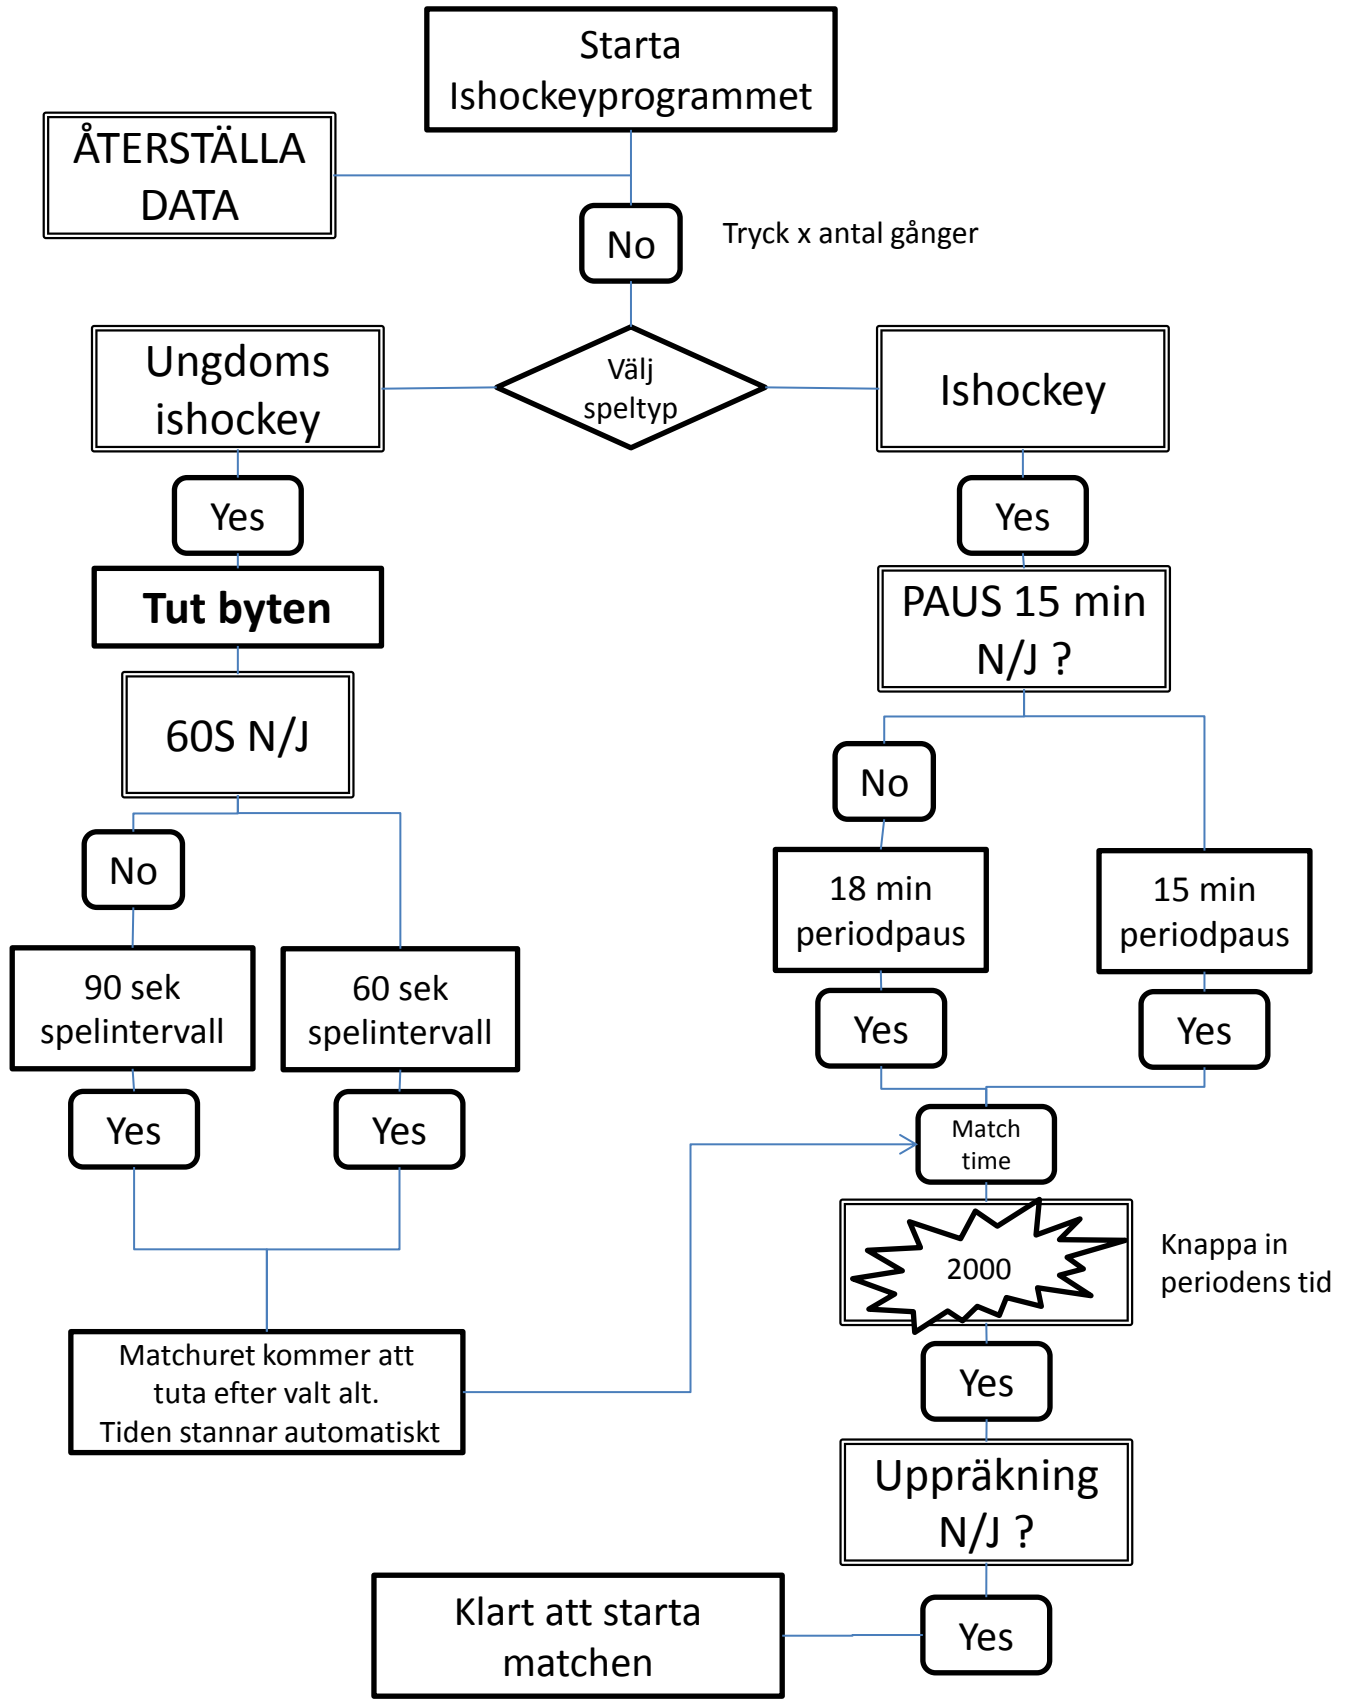 Starta
Ishockeyprogrammet
ÅTERSTÄLLA
DATA
No
Tryck x antal gånger
Välj
speltyp
Ungdoms
ishockey
Yes
Tut byten
60S N/J
No
90 sek
spelintervall
60 sek
spelintervall
Yes
Yes
Matchuret kommer att
tuta efter valt alt.
Tiden stannar automatiskt
Ishockey
Yes
PAUS 15 min
N/J ?
No
18 min
periodpaus
15 min
periodpaus
Yes
Yes
Match
time
2000
Knappa in
periodens tid
Yes
Uppräkning
N/J ?
Yes
Klart att starta
matchen